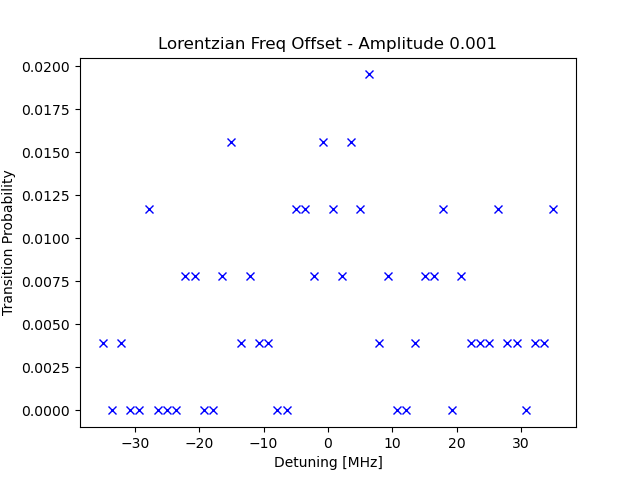 Lorentzian Freq Offset - Amplitude 0.001
Transition Probability
0.0200
0.0175
0.0150
0.0125
0.0100
0.0075
0.0050
0.0025
0.0000
−30 −20 −10 0 10 20 30
Detuning [MHz]